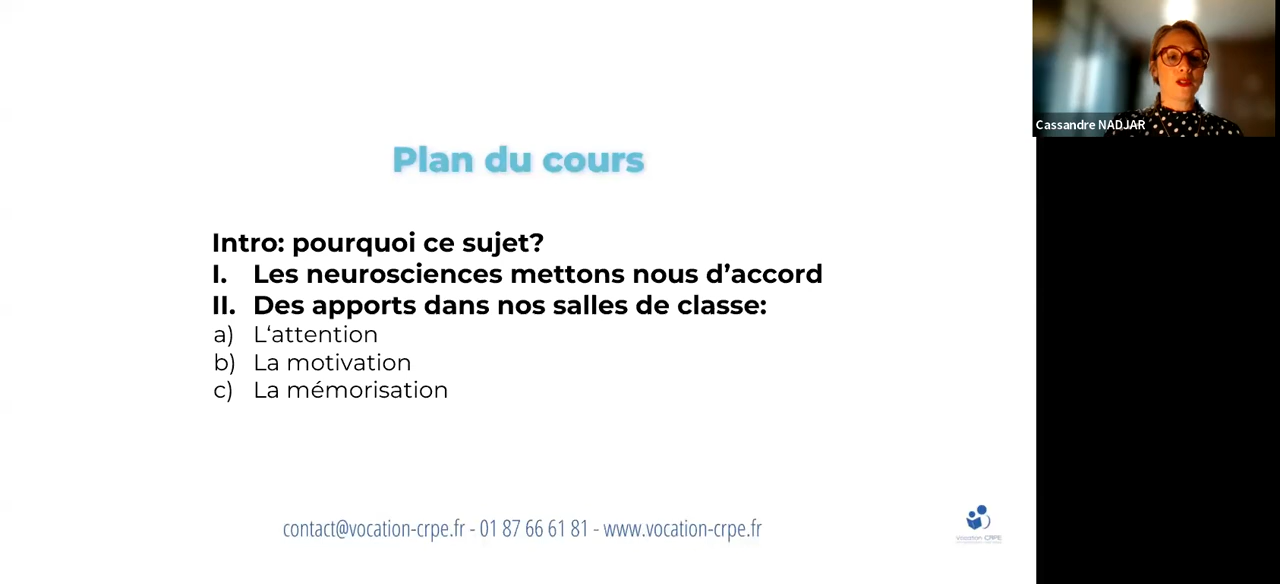 Cassandre NADJAR
Plan du cours
Intro: pourquoi ce sujet?
I. Les neurosciences mettons nous d’accord
II. Des apports dans nos salles de classe:
a) L‘attention
b) La motivation
c) La mémorisation
contact@vocation-crpe.fr - 01 87 66 61 81 - www.vocation-crpe.fr
Vocation CRPE